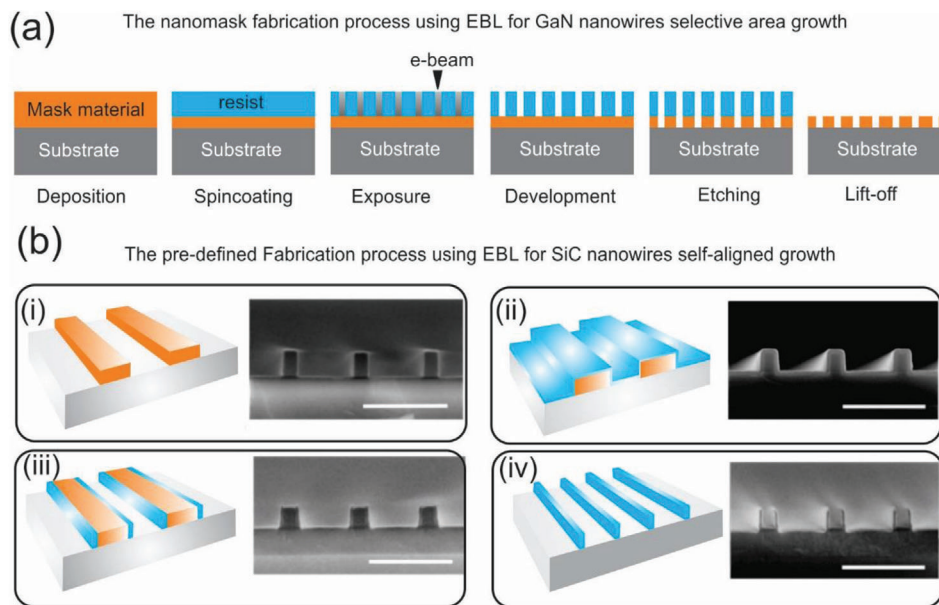 (a) The nanomask fabrication process using EBL for GaN nanowires selective area growth
e-beam
Mask material
resist
Substrate
Substrate
Substrate
Substrate
Substrate
Substrate
Deposition
Spincoating
Exposure
Development
Etching
Lift-off
(b) The pre-defined Fabrication process using EBL for SiC nanowires self-aligned growth
(i)
(ii)
(iii)
(iv)